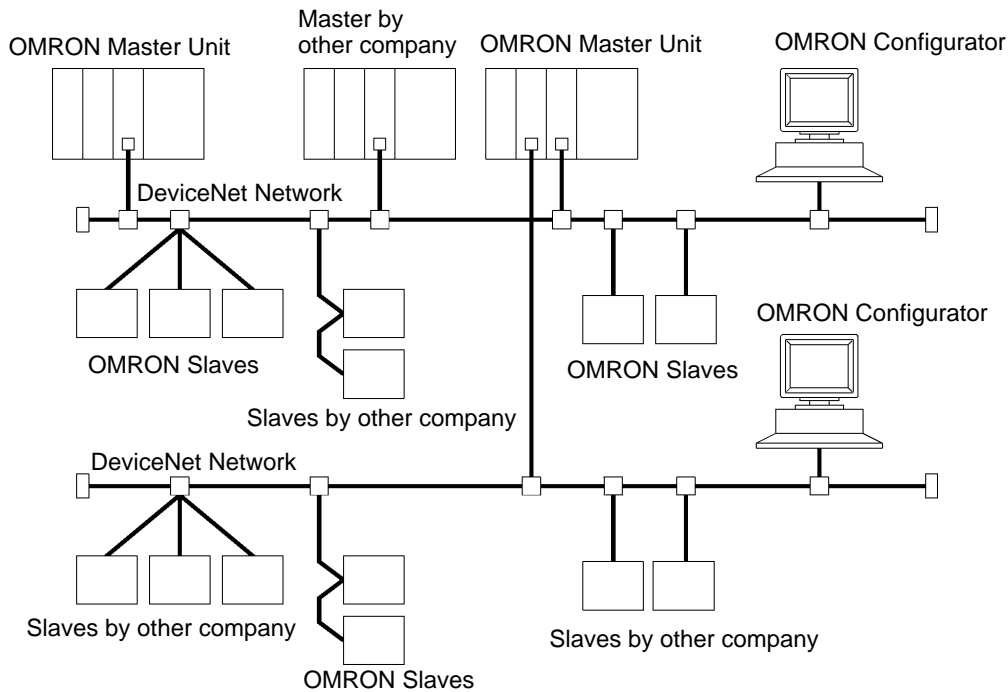 OMRON Master Unit
Master by
other company
OMRON Master Unit
OMRON Configurator
DeviceNet Network
OMRON Slaves
Slaves by other company
OMRON Slaves
OMRON Configurator
DeviceNet Network
Slaves by other company
OMRON Slaves
Slaves by other company